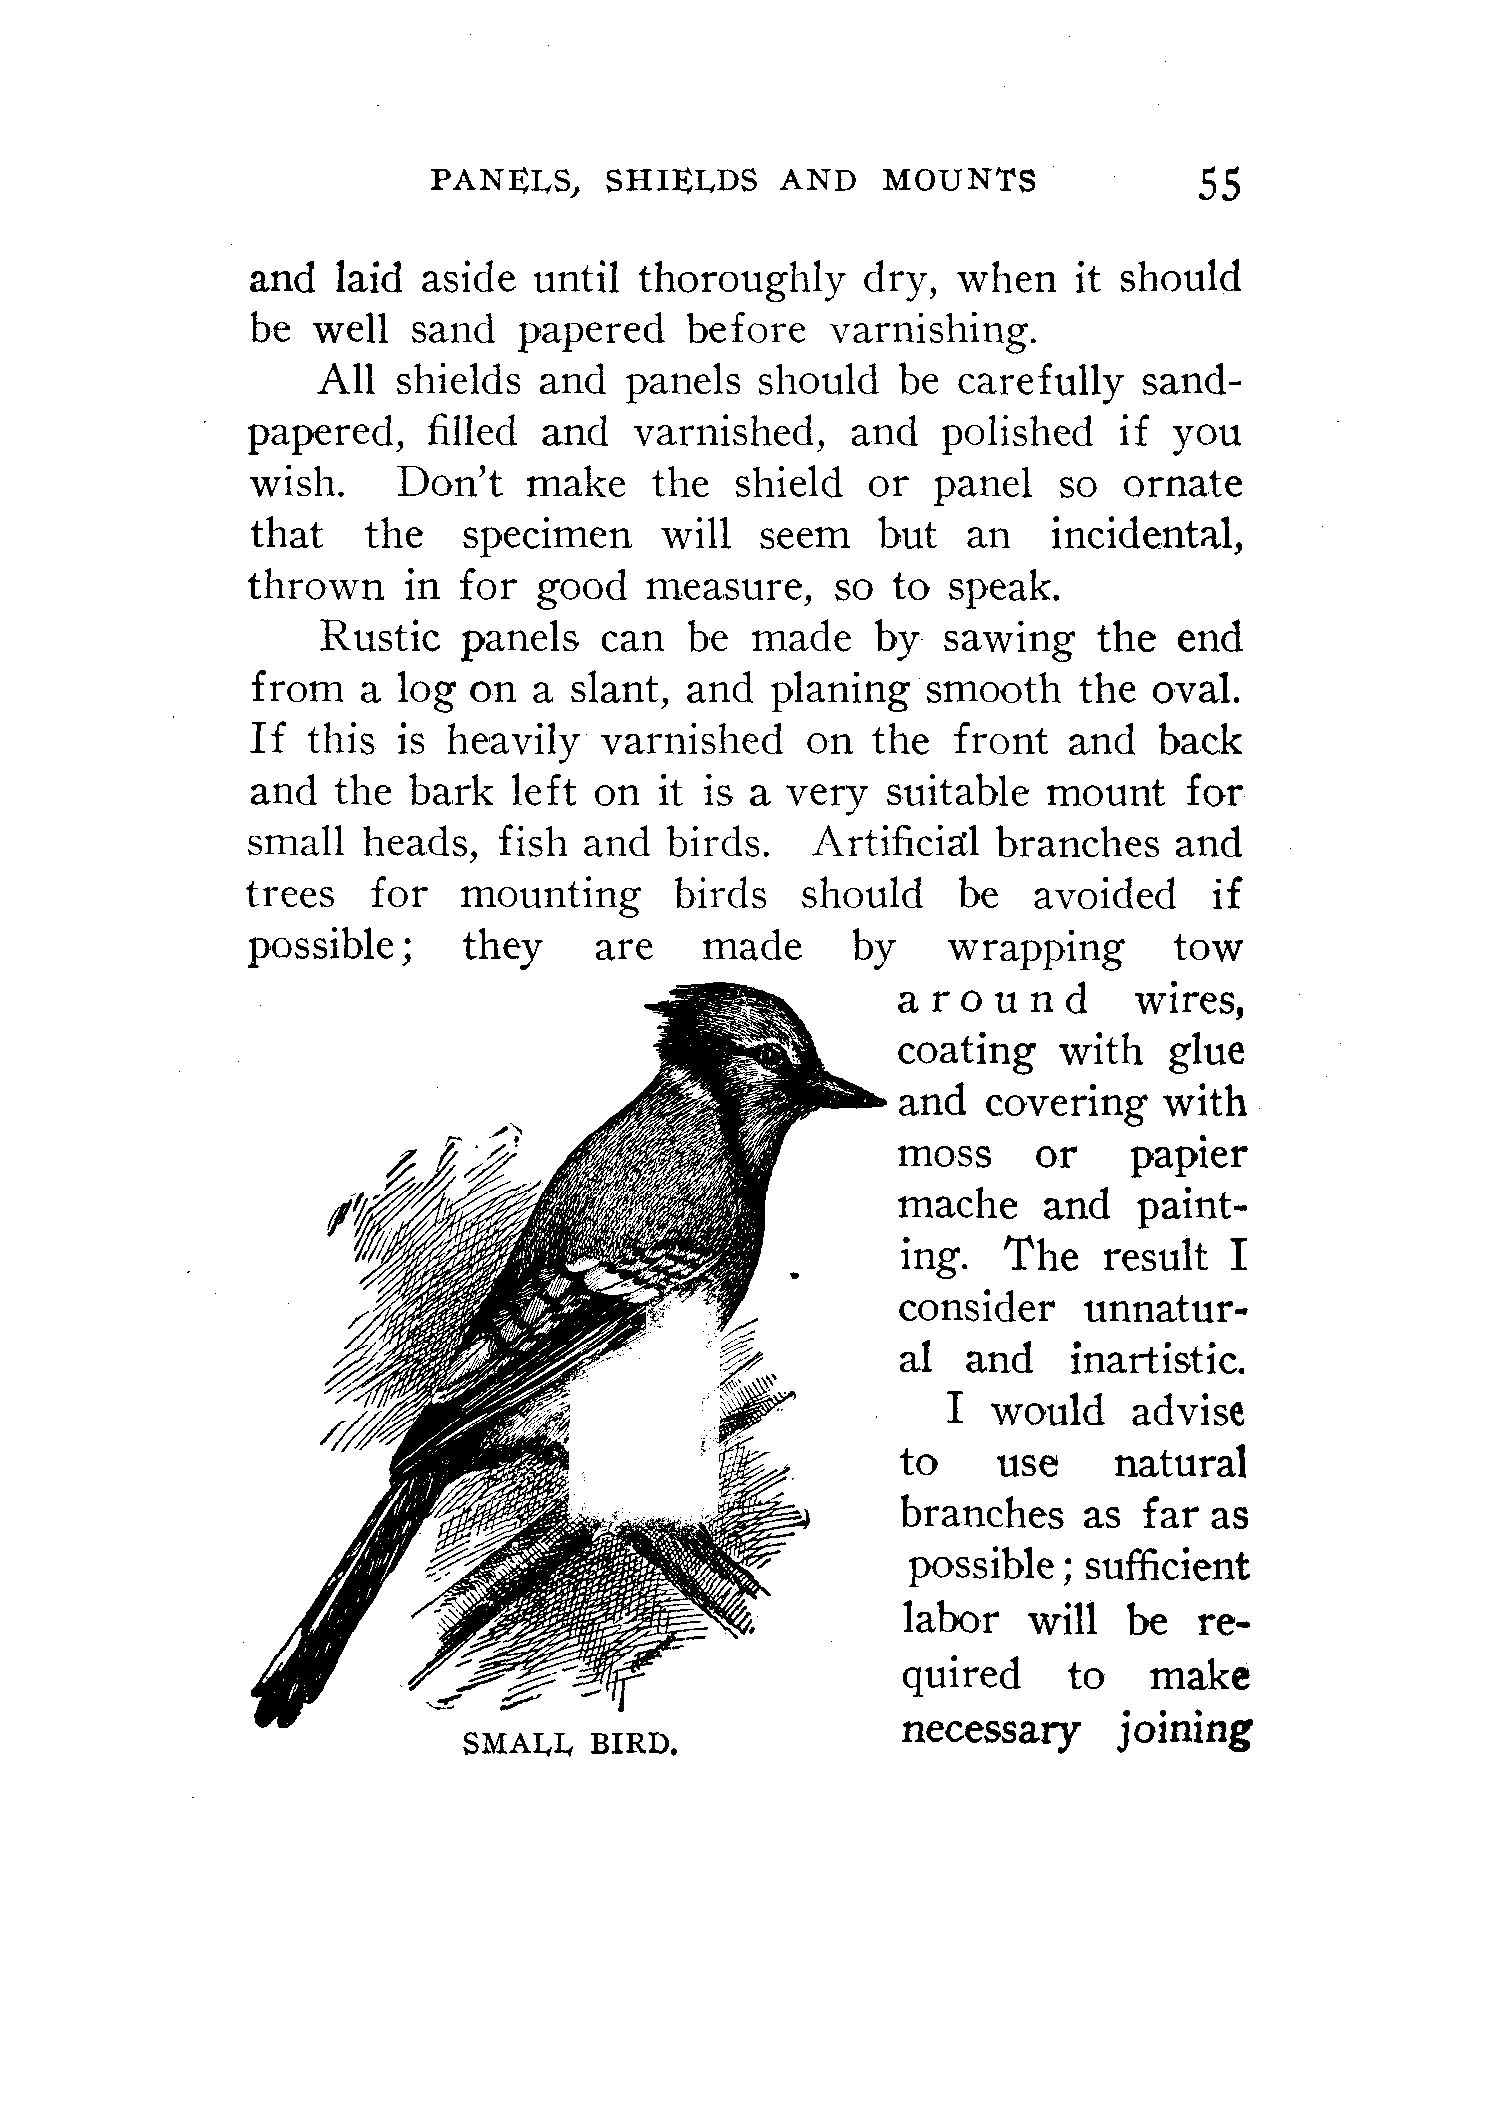 PANELS, SHIELDS AND MOUNTS 55
and laid aside until thoroughly dry, when it should
be well sand papered before varnishing.
All shields and panels should be carefully sand-
papered, filled and varnished, and polished if you
wish. Don't make the shield or panel so ornate
that the specimen will seem but an incidental,
thrown in for good measure, so to speak.
Rustic panels can be made by sawing the end
from a log on a slant, and planing smooth the oval.
If this is heavily varnished on the front and back
and the bark left on it is a very suitable mount for
small heads, fish and birds. Artificial branches and
trees for mounting birds should be avoided if
possible; they are made by wrapping tow
around wires,
coating with glue
and covering with
moss or papier
mache and paint-
ing. The result I
consider unnatur-
al and inartistic.
I would advise
to use natural
branches as far as
possible; sufficient
labor will be re-
quired to make
necessary joining
SMALL BIRD.